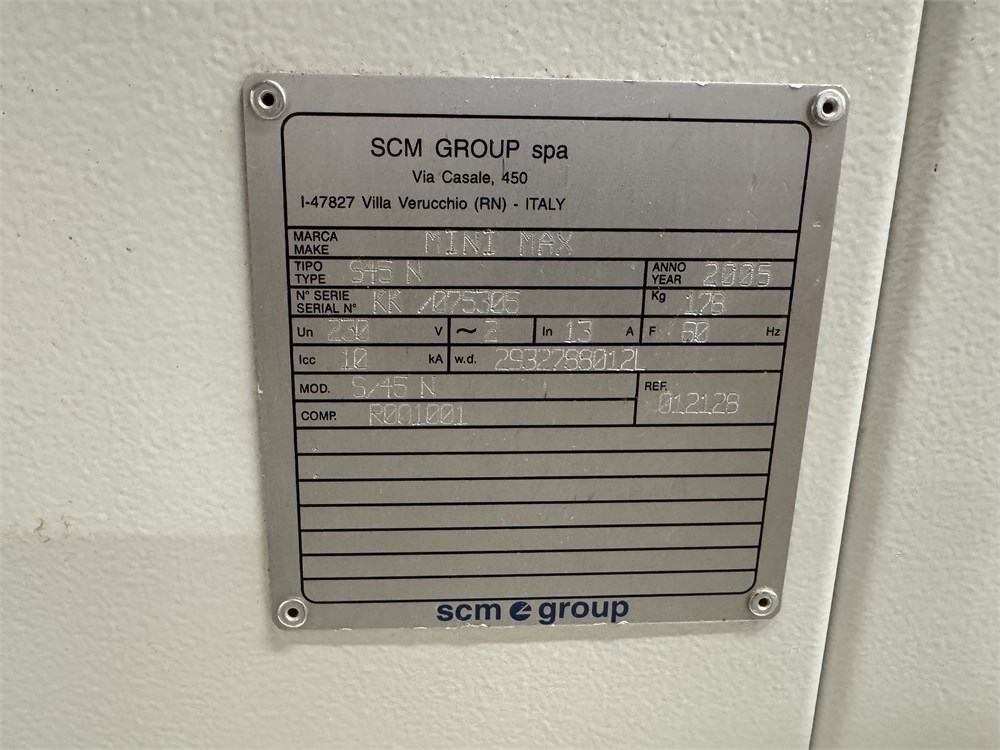 SCM GROUP spa
Via Casale, 450
I-47827 Villa Verucchio (RN) - ITALY
MARCA
MAKE MINI MAX
TIPO
TYPE S45 N ANNO
YEAR 2005
N° SERIE
SERIAL N° KK /075306 Kg 178
Un 230 V ~ 2 In 13 A F 60 Hz
Icc 10 kA w.d. 2932788012L
MOD. S/45 N REF. 012128
COMP. R001001
scm group